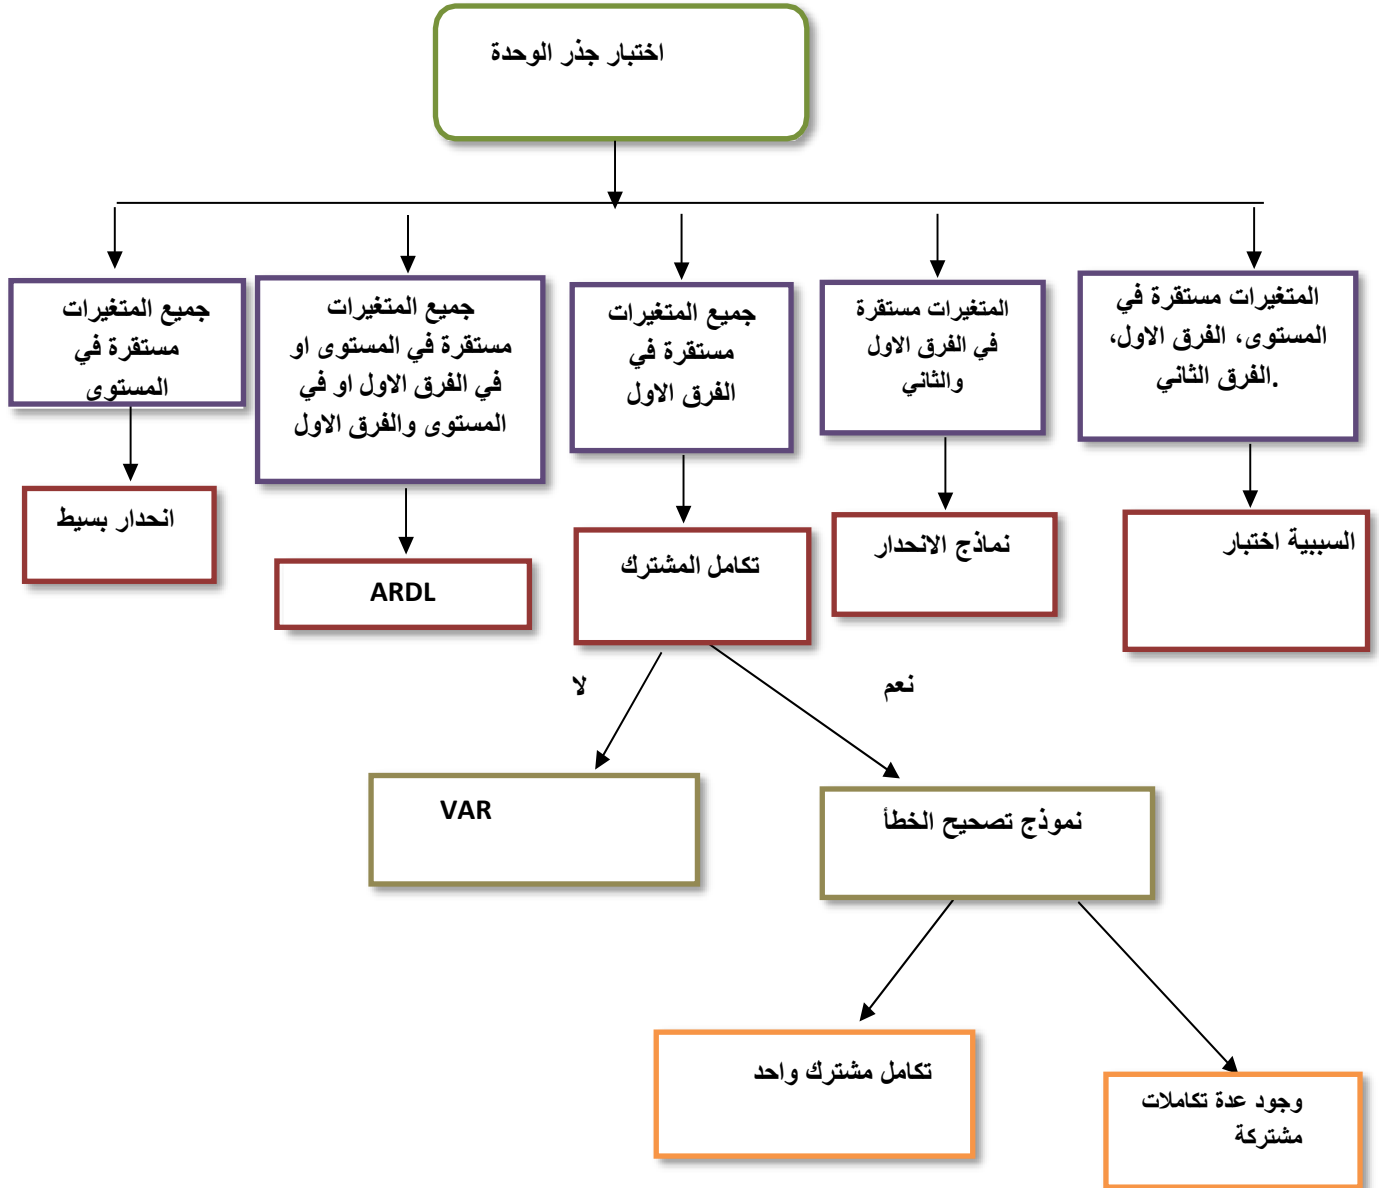 اختبار جذر الوحدة
المتغيرات مستقرة في
المستوى، الفرق الاول،
الفرق الثاني.
المتغيرات مستقرة
في الفرق الاول
والثاني
جميع المتغيرات
مستقرة في
الفرق الاول
جميع المتغيرات
مستقرة في المستوى او
في الفرق الاول او في
المستوى والفرق الاول
جميع المتغيرات
مستقرة في
المستوى
السببية اختبار
نماذج الانحدار
تكامل المشترك
ARDL
انحدار بسيط
نعم
لا
نموذج تصحيح الخطأ
VAR
تكامل مشترك واحد
وجود عدة تكاملات
مشتركة